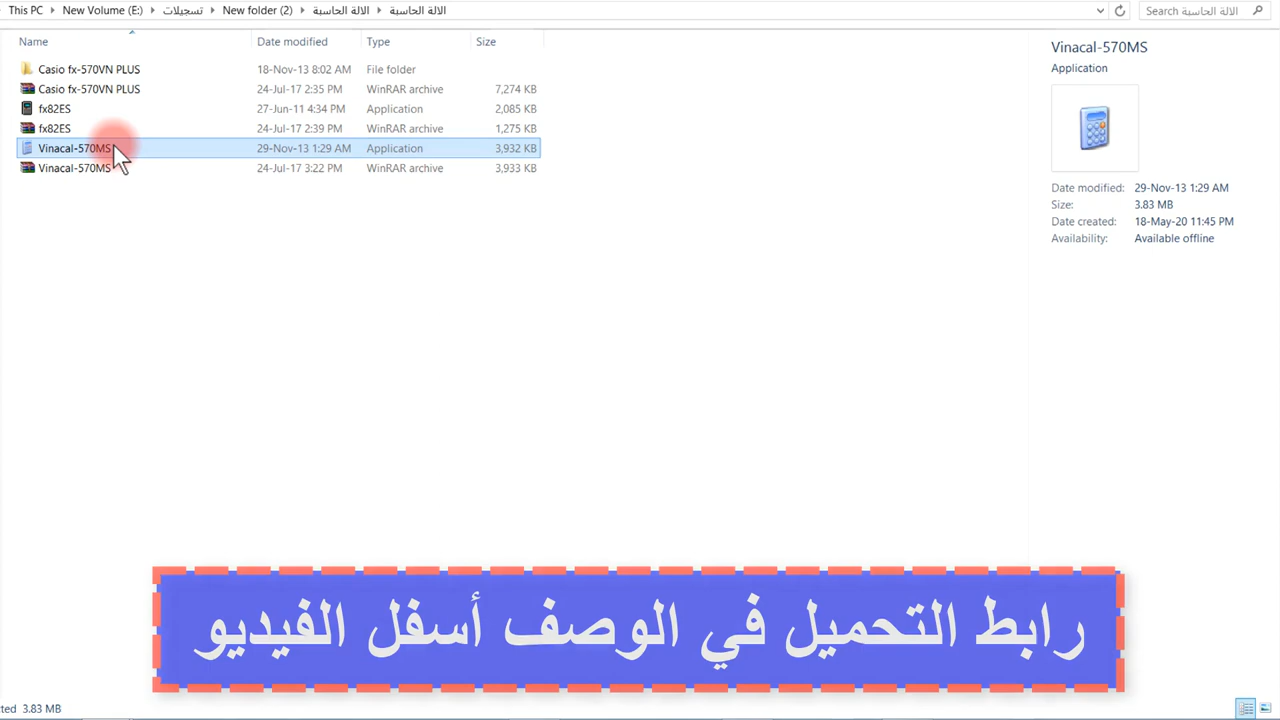 This PC > New Volume (E:) > تسجيلات > New folder (2) > الالة الحاسبة > الالة الحاسبة
Search الالة الحاسبة
Name Date modified Type Size
Casio fx-570VN PLUS 18-Nov-13 8:02 AM File folder
Casio fx-570VN PLUS 24-Jul-17 2:35 PM WinRAR archive 7,274 KB
fx82ES 27-Jun-11 4:34 PM Application 2,085 KB
fx82ES 24-Jul-17 2:39 PM WinRAR archive 1,275 KB
Vinacal-570MS 29-Nov-13 1:29 AM Application 3,932 KB
Vinacal-570MS 24-Jul-17 3:22 PM WinRAR archive 3,933 KB
Vinacal-570MS
Application
Date modified: 29-Nov-13 1:29 AM
Size: 3.83 MB
Date created: 18-May-20 11:45 PM
Availability: Available offline
رابط التحميل في الوصف أسفل الفيديو
cted 3.83 MB